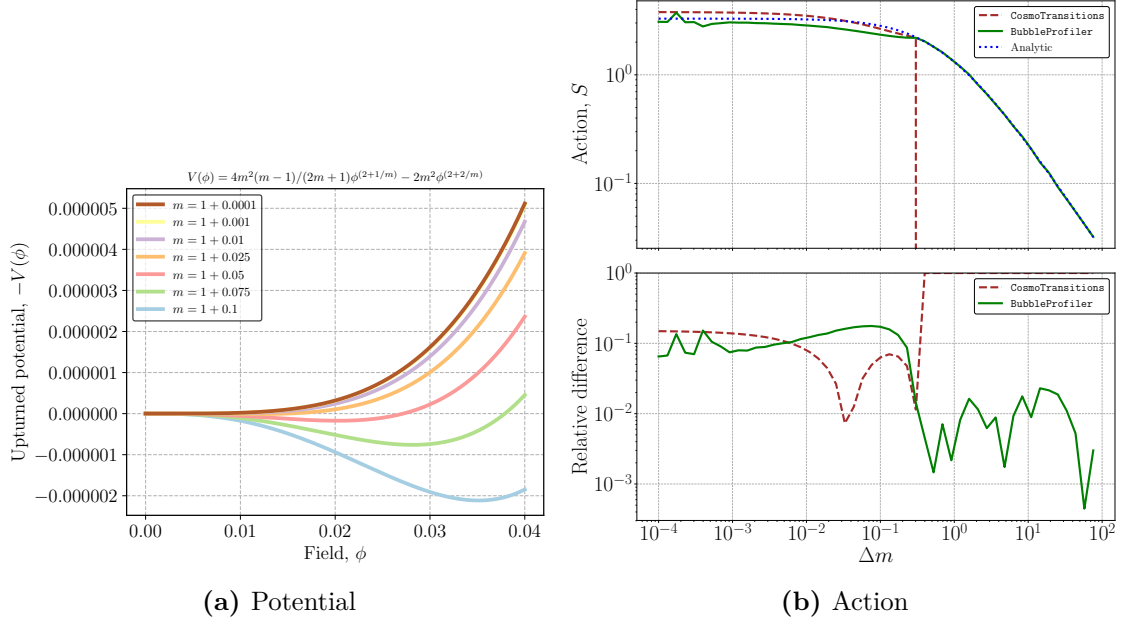 V(φ) = 4m²(m − 1)/(2m + 1)φ^(2+1/m) − 2m²φ^(2+2/m)
Upturned potential, −V(φ)
0.000005
0.000004
0.000003
0.000002
0.000001
0.000000
−0.000001
−0.000002
m = 1 + 0.0001
m = 1 + 0.001
m = 1 + 0.01
m = 1 + 0.025
m = 1 + 0.05
m = 1 + 0.075
m = 1 + 0.1
0.00 0.01 0.02 0.03 0.04
Field, φ
(a) Potential
Action, S
10⁰
10⁻¹
CosmoTransitions
BubbleProfiler
Analytic
Relative difference
10⁰
10⁻¹
10⁻²
10⁻³
CosmoTransitions
BubbleProfiler
10⁻⁴ 10⁻³ 10⁻² 10⁻¹ 10⁰ 10¹ 10²
Δm
(b) Action